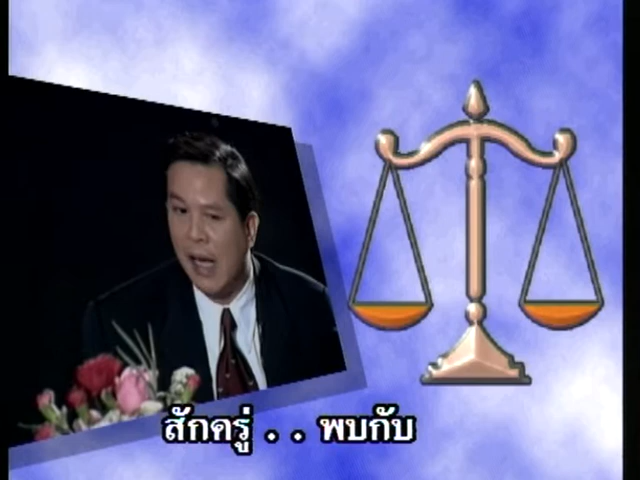 สักครู่ . . พบกับ